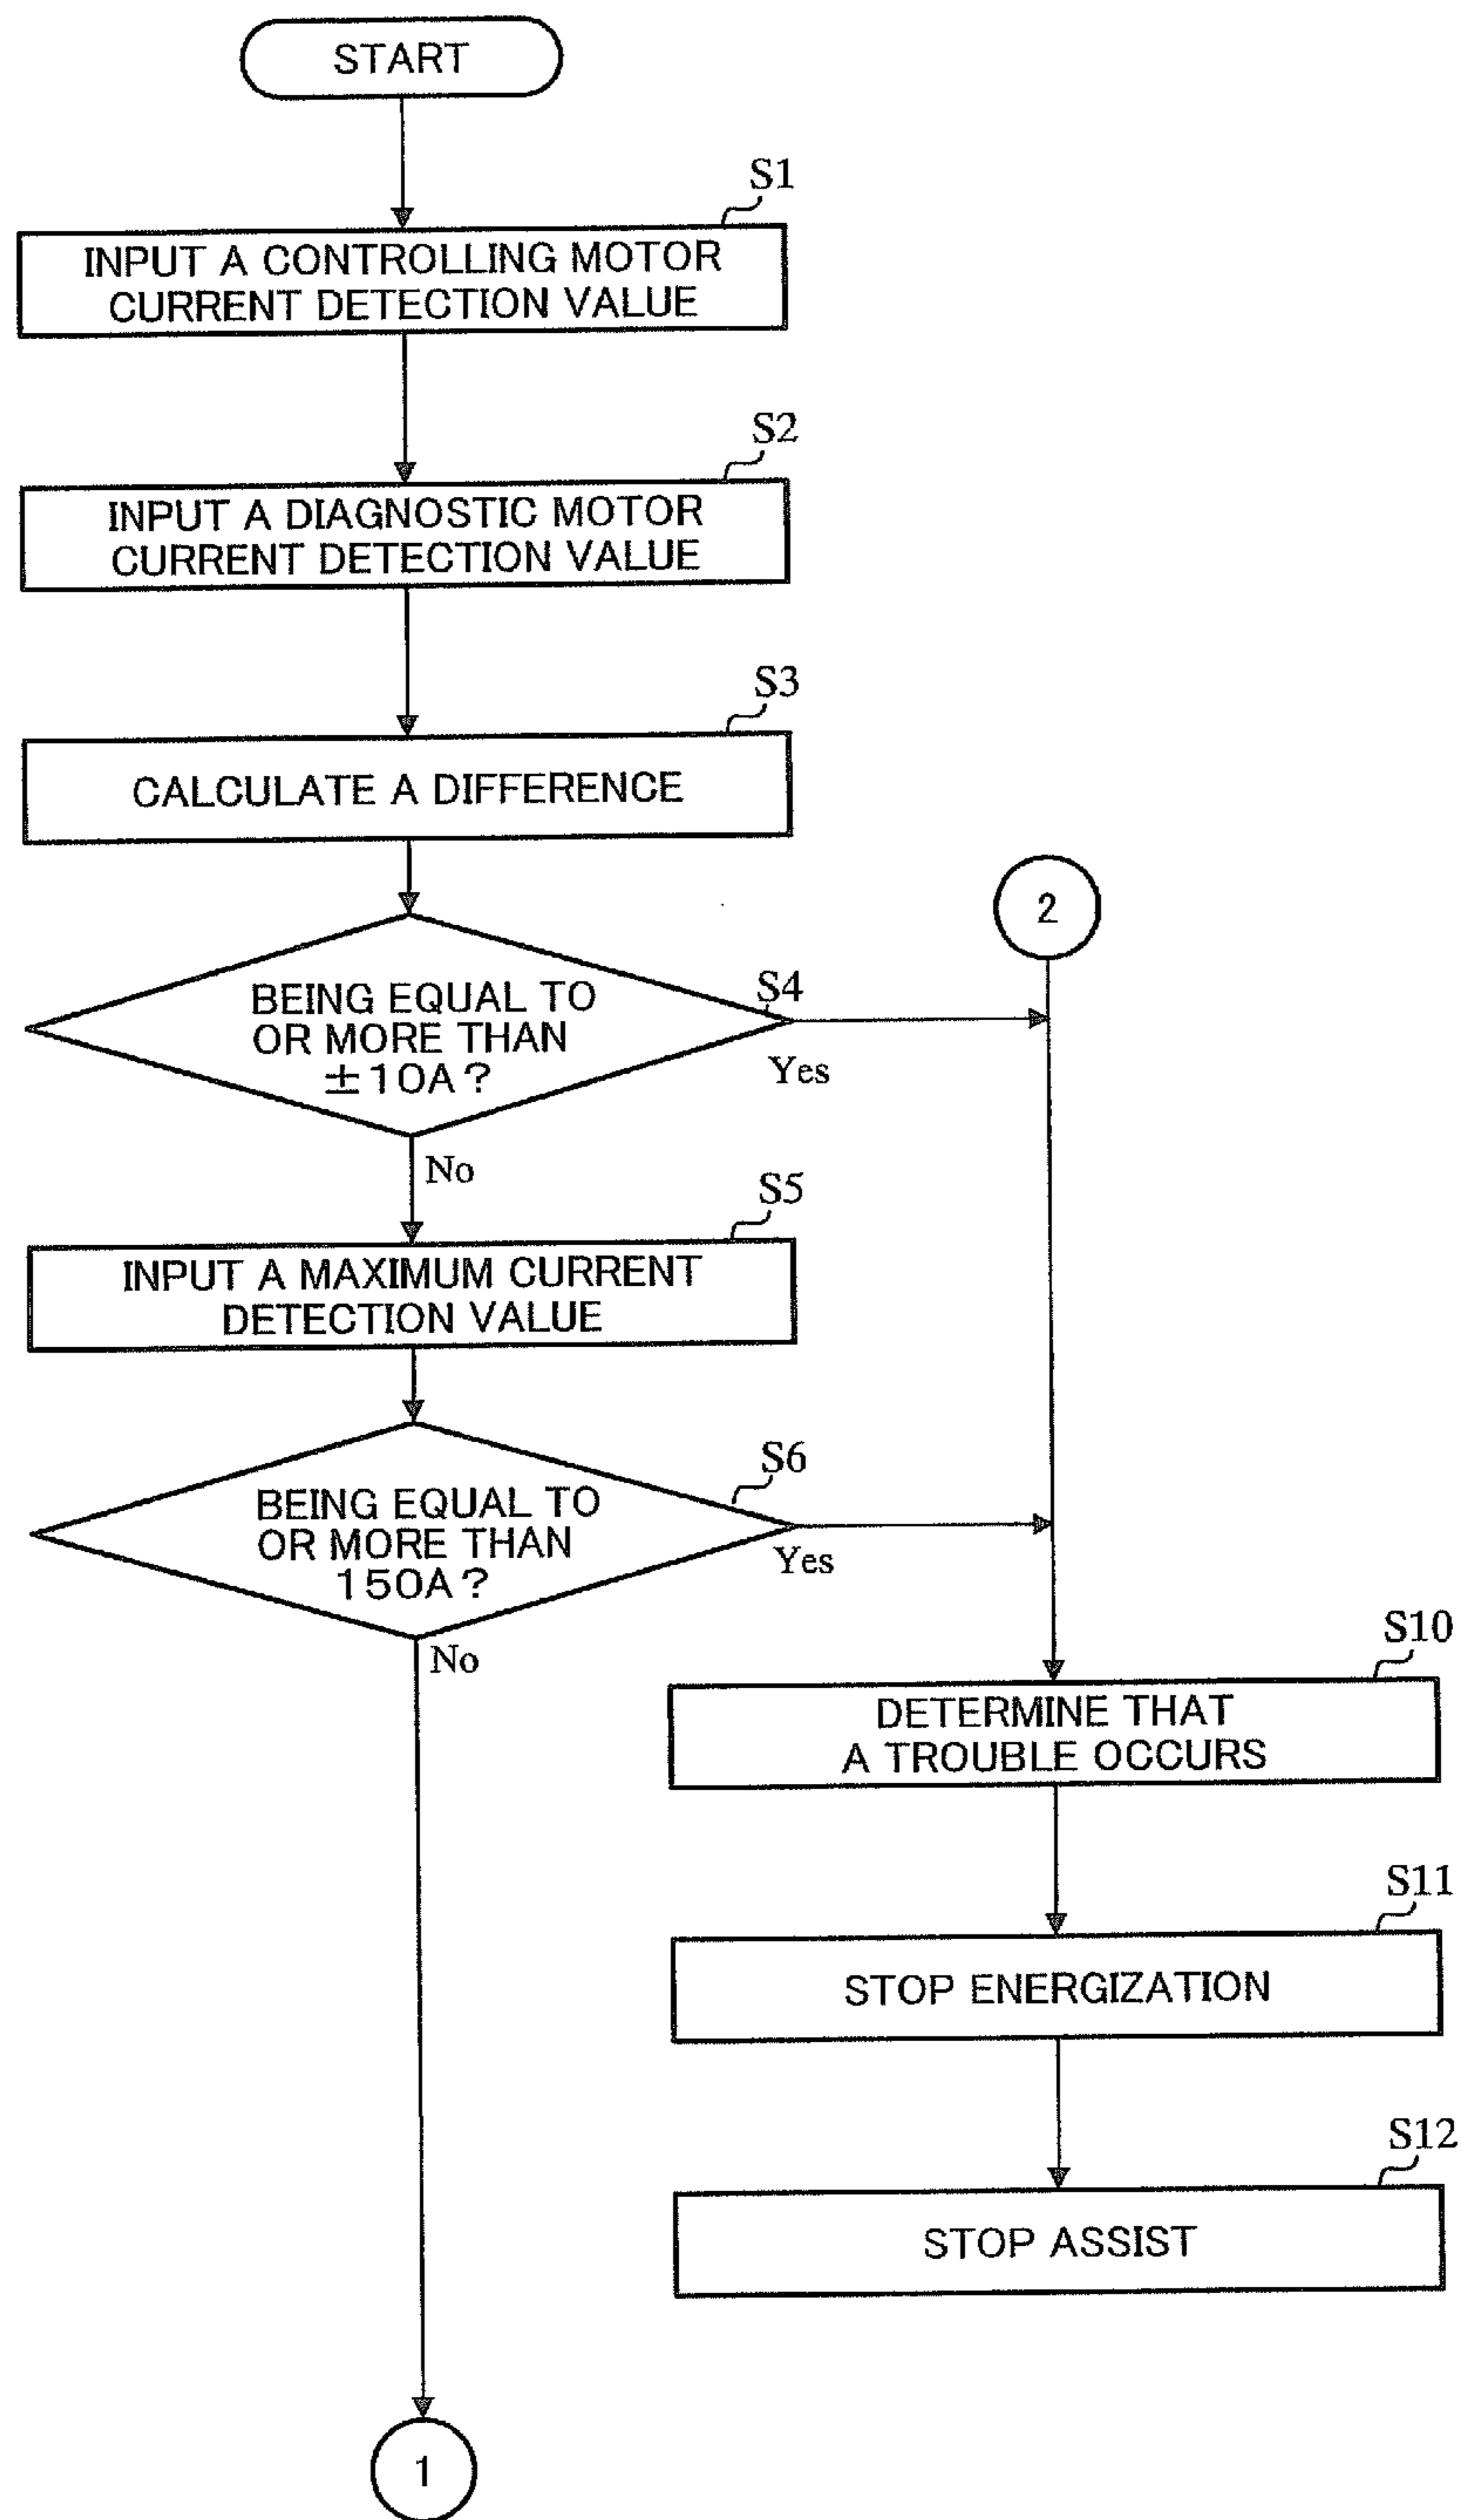 START
S1
INPUT A CONTROLLING MOTOR
CURRENT DETECTION VALUE
S2
INPUT A DIAGNOSTIC MOTOR
CURRENT DETECTION VALUE
S3
CALCULATE A DIFFERENCE
2
S4
BEING EQUAL TO
OR MORE THAN
±10A?
Yes
No
S5
INPUT A MAXIMUM CURRENT
DETECTION VALUE
S6
BEING EQUAL TO
OR MORE THAN
150A?
Yes
No
S10
DETERMINE THAT
A TROUBLE OCCURS
S11
STOP ENERGIZATION
S12
STOP ASSIST
1